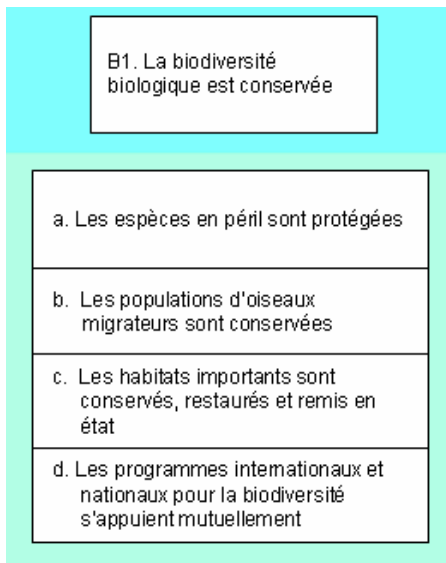 B1. La biodiversité
biologique est conservée
a. Les espèces en péril sont protégées
b. Les populations d'oiseaux
migrateurs sont conservées
c. Les habitats importants sont
conservés, restaurés et remis en
état
d. Les programmes internationaux et
nationaux pour la biodiversité
s'appuient mutuellement